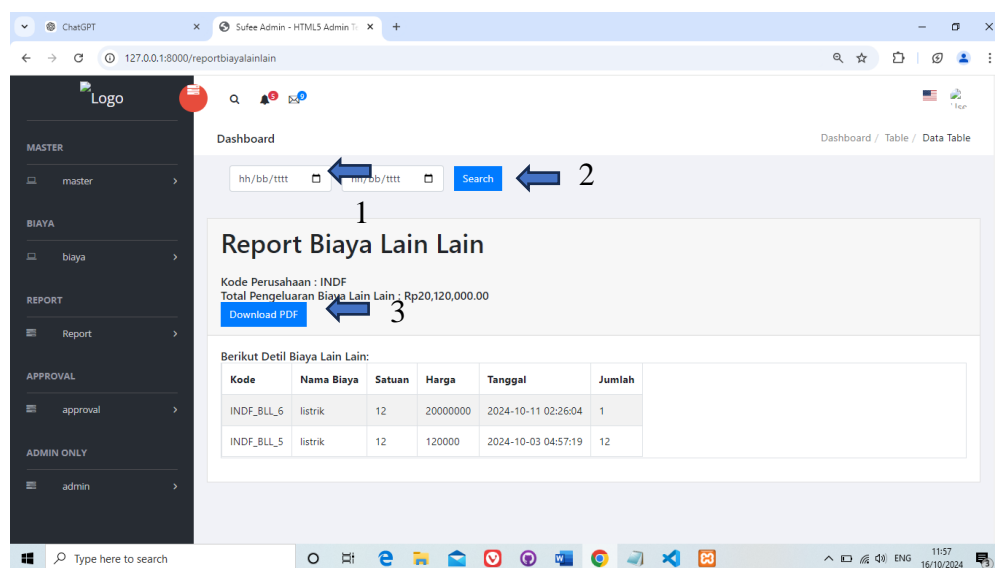 ChatGPT
Sufee Admin - HTML5 Admin Te
127.0.0.1:8000/reportbiayalainlain
Logo
5
9
Dashboard
Dashboard / Table / Data Table
MASTER
master
hh/bb/tttt
hh/bb/tttt
Search
2
1
BIAYA
biaya
Report Biaya Lain Lain
Kode Perusahaan : INDF
Total Pengeluaran Biaya Lain Lain : Rp20,120,000.00
Download PDF
3
REPORT
Report
Berikut Detil Biaya Lain Lain:
Kode Nama Biaya Satuan Harga Tanggal Jumlah
INDF_BLL_6 listrik 12 20000000 2024-10-11 02:26:04 1
INDF_BLL_5 listrik 12 120000 2024-10-03 04:57:19 12
APPROVAL
approval
ADMIN ONLY
admin
Type here to search
ENG
11:57
16/10/2024